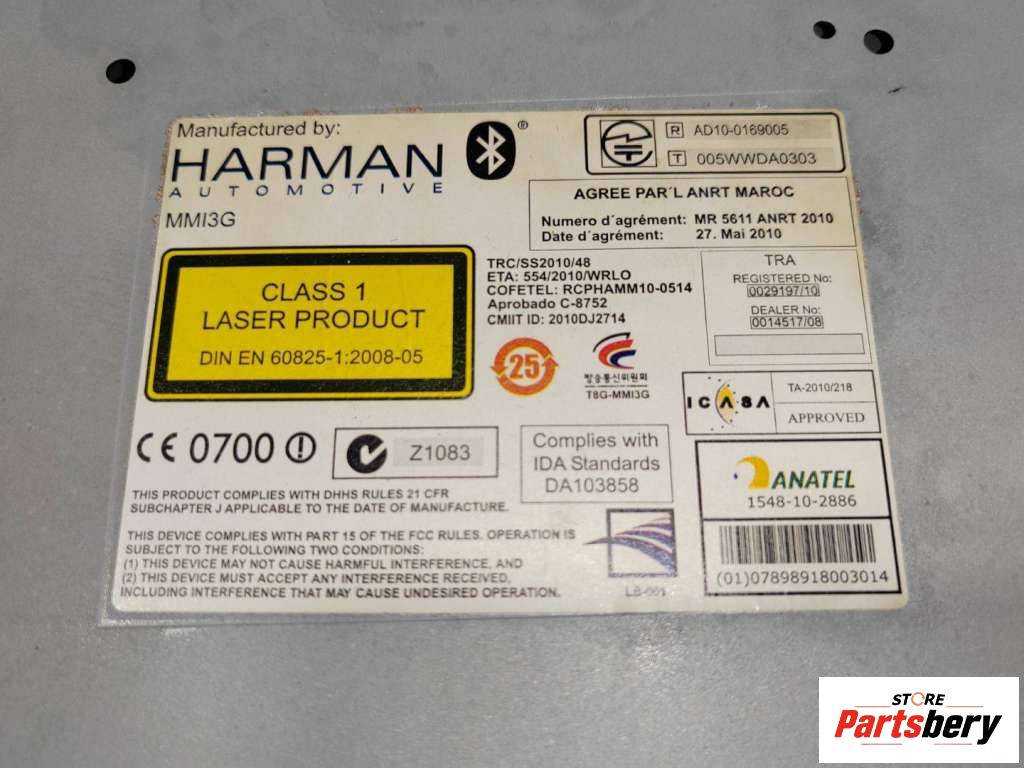 Manufactured by:
HARMAN
AUTOMOTIVE
MMI3G
®
R AD10-0169005
T 005WWDA0303
AGREE PAR´L ANRT MAROC
Numero d´agrément: MR 5611 ANRT 2010
Date d´agrément: 27. Mai 2010
CLASS 1
LASER PRODUCT
DIN EN 60825-1:2008-05
TRC/SS2010/48
ETA: 554/2010/WRLO
COFETEL: RCPHAMM10-0514
Aprobado C-8752
CMIIT ID: 2010DJ2714
TRA
REGISTERED No:
0029197/10
DEALER No:
0014517/08
25
방송통신위원회
T8G-MMI3G
ICASA
TA-2010/218
APPROVED
CE 0700
Z1083
Complies with
IDA Standards
DA103858
ANATEL
1548-10-2886
(01)07898918003014
THIS PRODUCT COMPLIES WITH DHHS RULES 21 CFR
SUBCHAPTER J APPLICABLE TO THE DATE OF MANUFACTURE.
THIS DEVICE COMPLIES WITH PART 15 OF THE FCC RULES. OPERATION IS
SUBJECT TO THE FOLLOWING TWO CONDITIONS:
(1) THIS DEVICE MAY NOT CAUSE HARMFUL INTERFERENCE, AND
(2) THIS DEVICE MUST ACCEPT ANY INTERFERENCE RECEIVED,
INCLUDING INTERFERENCE THAT MAY CAUSE UNDESIRED OPERATION.
STORE
Partsbery